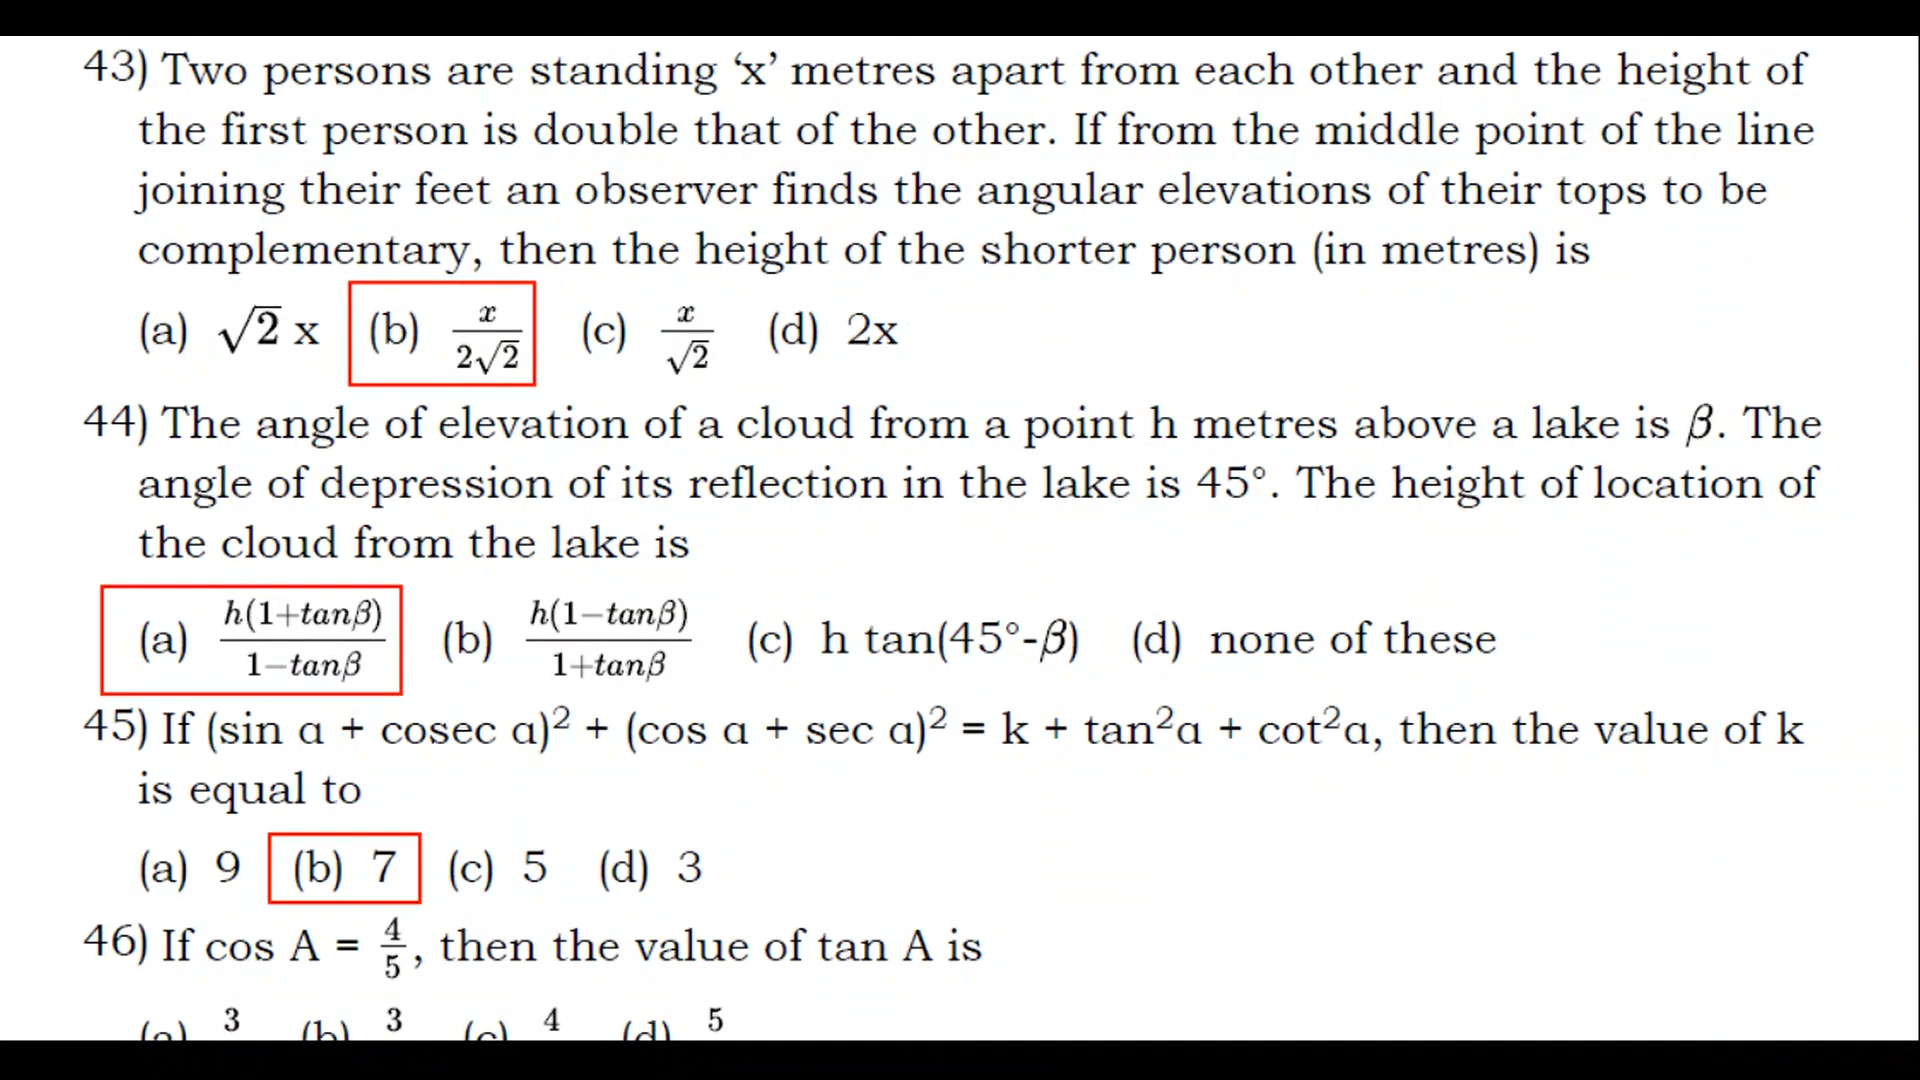 43) Two persons are standing ‘x’ metres apart from each other and the height of
the first person is double that of the other. If from the middle point of the line
joining their feet an observer finds the angular elevations of their tops to be
complementary, then the height of the shorter person (in metres) is
(a) √2 x (b) x/2√2 (c) x/√2 (d) 2x
44) The angle of elevation of a cloud from a point h metres above a lake is β. The
angle of depression of its reflection in the lake is 45°. The height of location of
the cloud from the lake is
(a) h(1+tanβ)/1−tanβ (b) h(1−tanβ)/1+tanβ (c) h tan(45°-β) (d) none of these
45) If (sin α + cosec α)² + (cos α + sec α)² = k + tan²α + cot²α, then the value of k
is equal to
(a) 9 (b) 7 (c) 5 (d) 3
46) If cos A = 4/5, then the value of tan A is
(a) 3 (b) 3 (c) 4 (d) 5